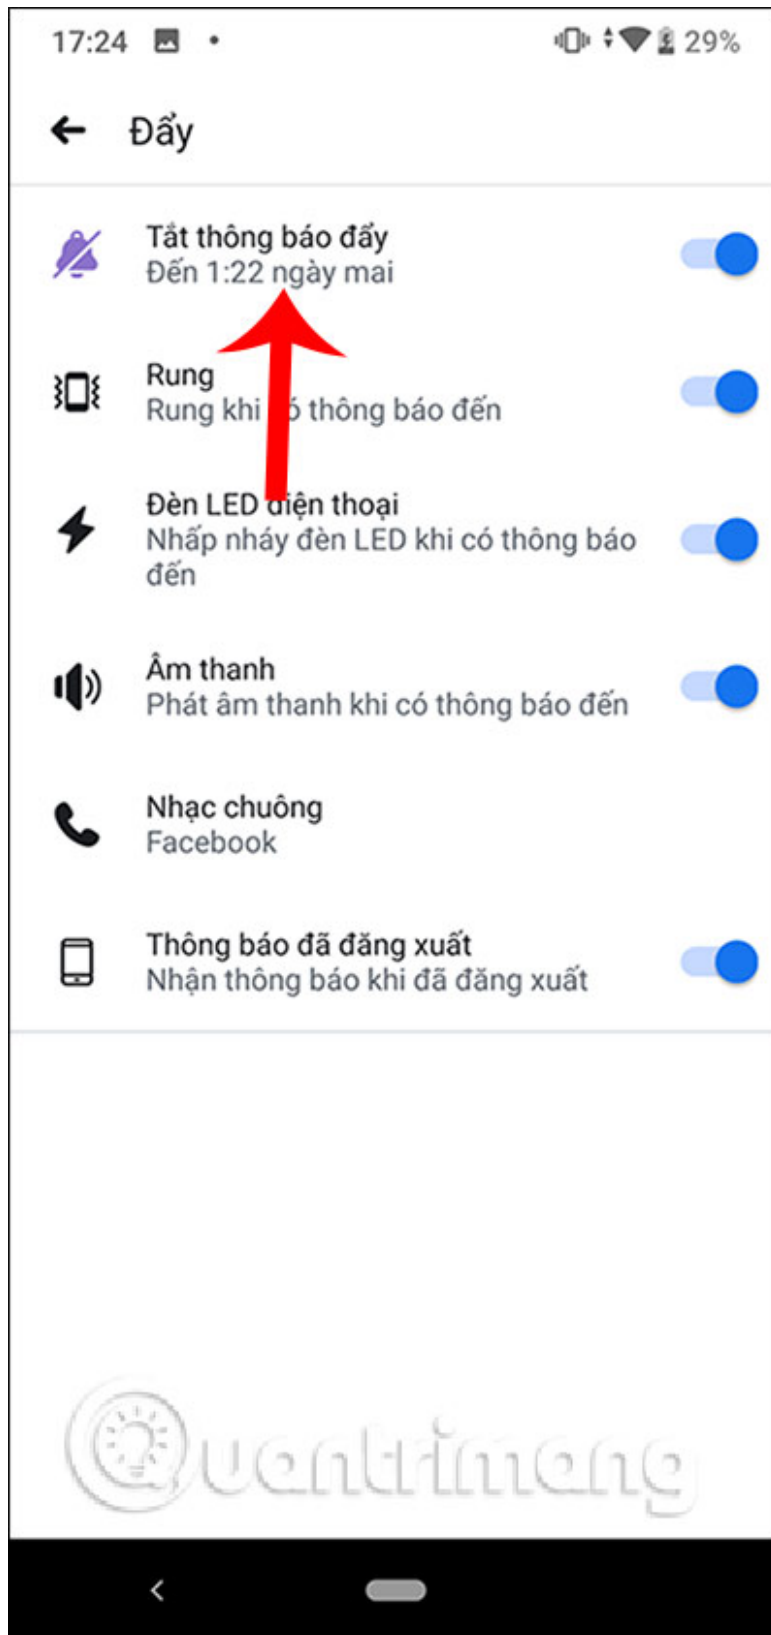 17:24
29%
Đẩy
Tắt thông báo đẩy
Đến 1:22 ngày mai
Rung
Rung khi có thông báo đến
Đèn LED điện thoại
Nhấp nháy đèn LED khi có thông báo
đến
Âm thanh
Phát âm thanh khi có thông báo đến
Nhạc chuông
Facebook
Thông báo đã đăng xuất
Nhận thông báo khi đã đăng xuất
Quantrimang